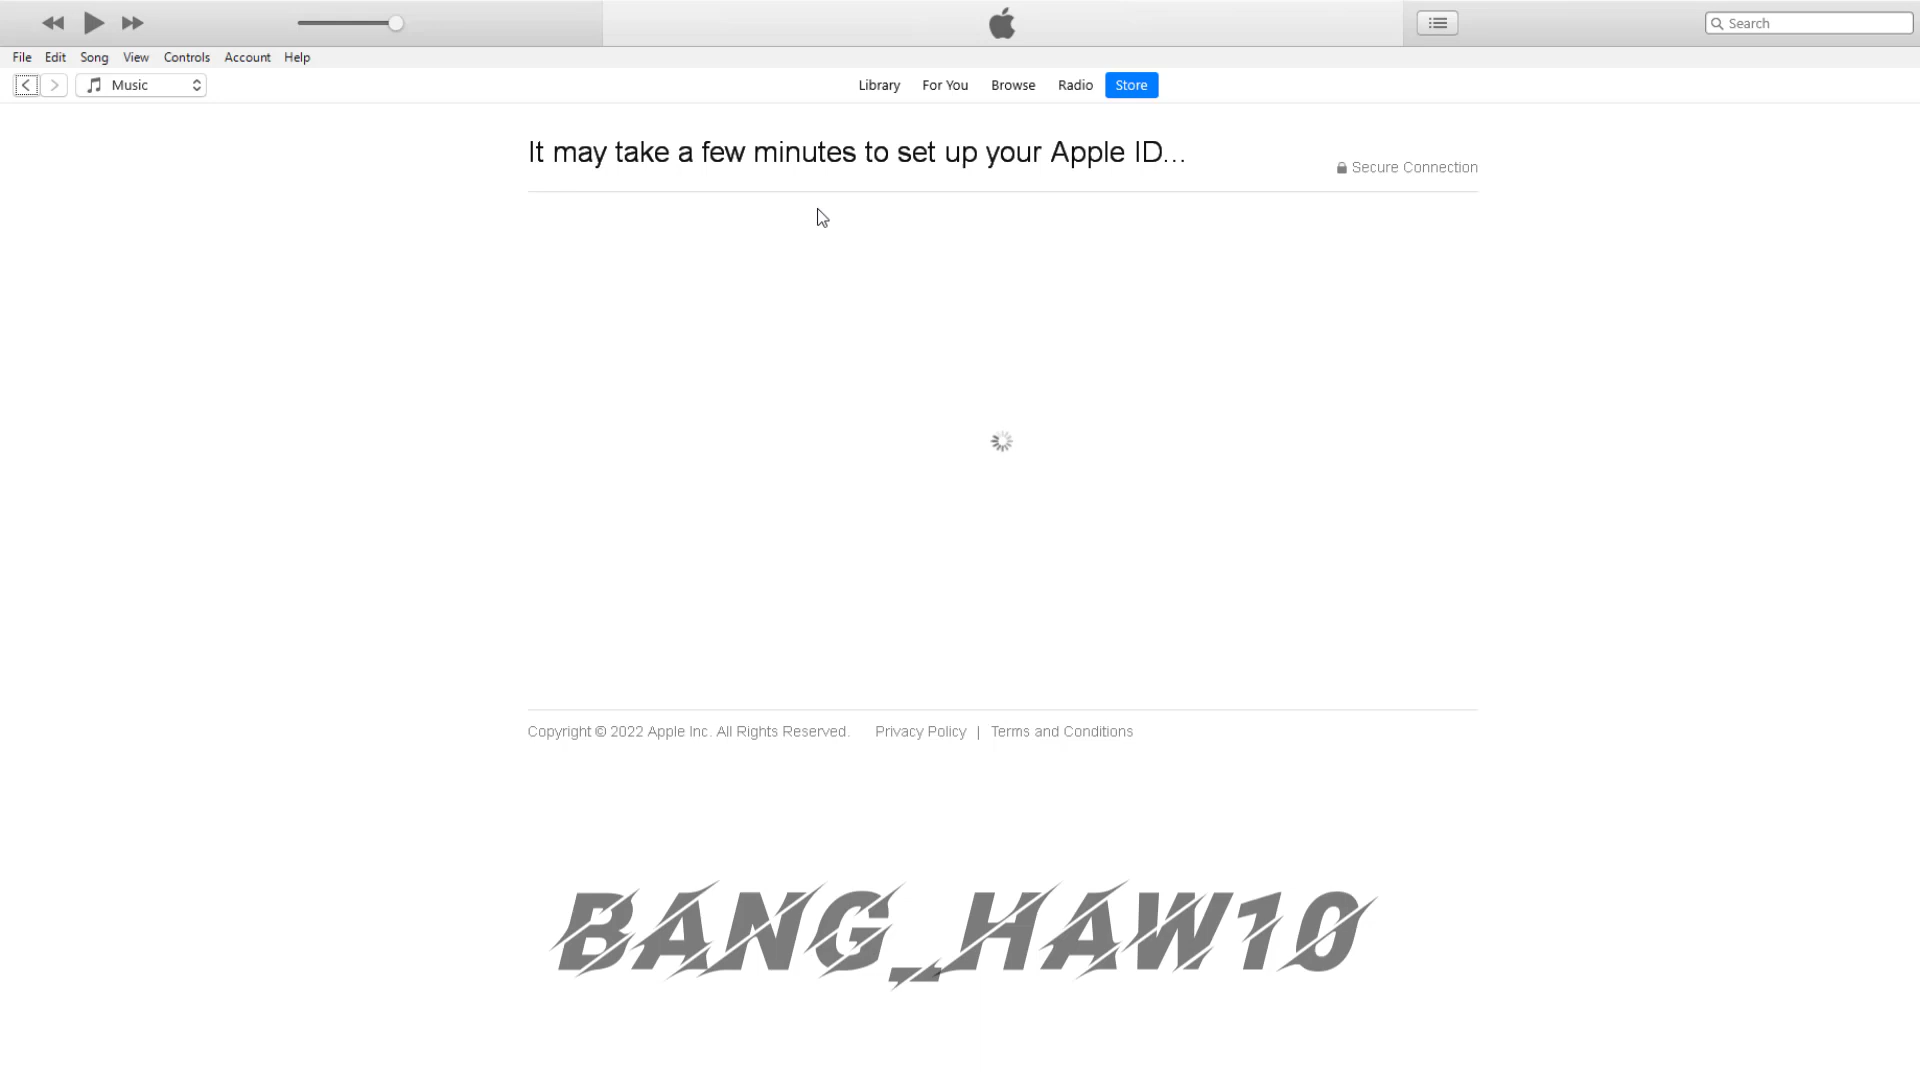 Search
File Edit Song View Controls Account Help
Music Library For You Browse Radio Store
It may take a few minutes to set up your Apple ID...
Secure Connection
Copyright © 2022 Apple Inc. All Rights Reserved. Privacy Policy | Terms and Conditions
BANG_HAW10